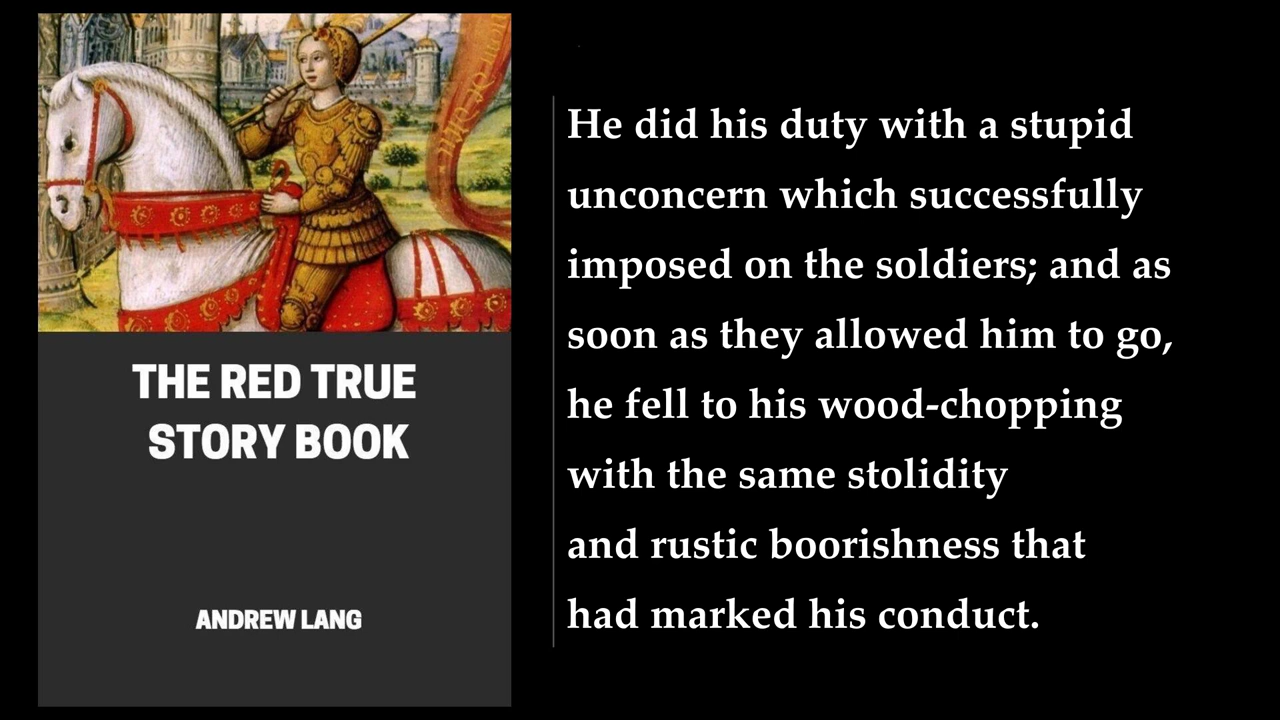 THE RED TRUE
STORY BOOK
ANDREW LANG
He did his duty with a stupid
unconcern which successfully
imposed on the soldiers; and as
soon as they allowed him to go,
he fell to his wood-chopping
with the same stolidity
and rustic boorishness that
had marked his conduct.